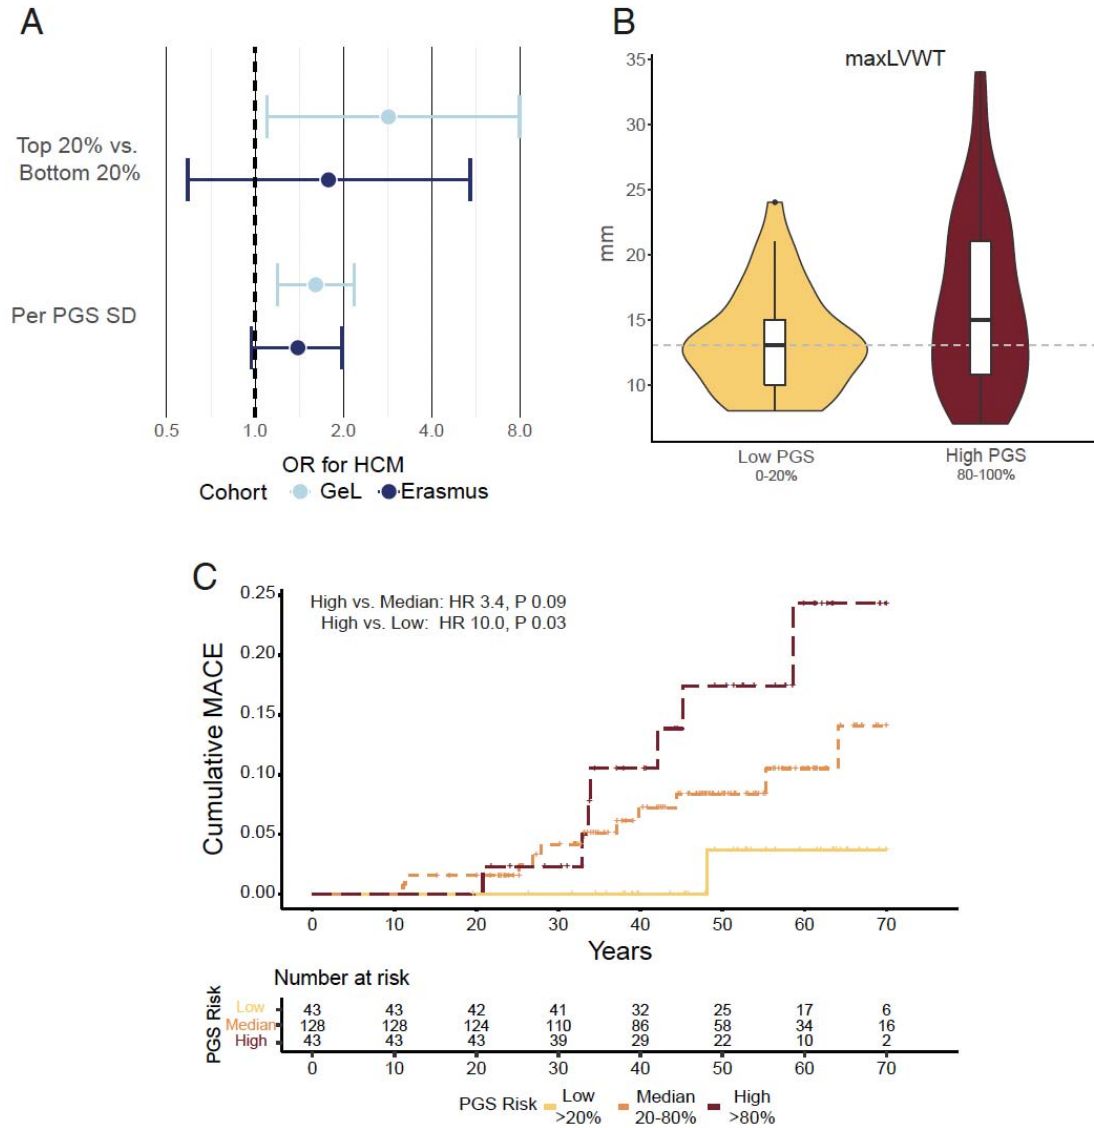 A
Top 20% vs.
Bottom 20%
Per PGS SD
0.5 1.0 2.0 4.0 8.0
OR for HCM
Cohort GeL Erasmus
B
maxLVWT
35
30
25
20
15
10
mm
Low PGS
0-20%
High PGS
80-100%
C
High vs. Median: HR 3.4, P 0.09
High vs. Low: HR 10.0, P 0.03
0.25
0.20
0.15
0.10
0.05
0.00
Cumulative MACE
0 10 20 30 40 50 60 70
Years
Number at risk
PGS Risk
Low 43 43 42 41 32 25 17 6
Median 128 128 124 110 86 58 34 16
High 43 43 43 39 29 22 10 2
0 10 20 30 40 50 60 70
PGS Risk Low Median High
>20% 20-80% >80%